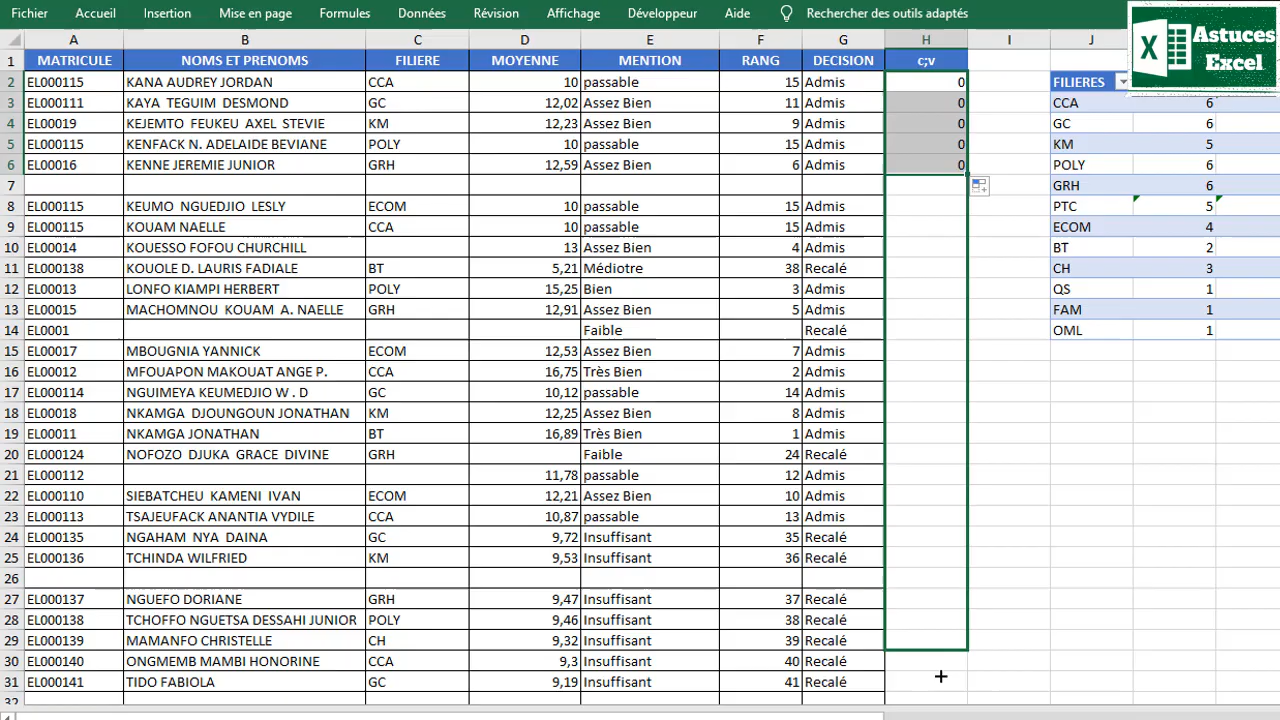 Fichier Accueil Insertion Mise en page Formules Données Révision Affichage Développeur Aide Rechercher des outils adaptés
Astuces
Excel
A B C D E F G H I J
1 MATRICULE NOMS ET PRENOMS FILIERE MOYENNE MENTION RANG DECISION c;v
2 EL000115 KANA AUDREY JORDAN CCA 10 passable 15 Admis 0 FILIERES
3 EL000111 KAYA TEGUIM DESMOND GC 12,02 Assez Bien 11 Admis 0 CCA 6
4 EL00019 KEJEMTO FEUKEU AXEL STEVIE KM 12,23 Assez Bien 9 Admis 0 GC 6
5 EL000115 KENFACK N. ADELAIDE BEVIANE POLY 10 passable 15 Admis 0 KM 5
6 EL00016 KENNE JEREMIE JUNIOR GRH 12,59 Assez Bien 6 Admis 0 POLY 6
7 GRH 6
8 EL000115 KEUMO NGUEDJIO LESLY ECOM 10 passable 15 Admis PTC 5
9 EL000115 KOUAM NAELLE CCA 10 passable 15 Admis ECOM 4
10 EL00014 KOUESSO FOFOU CHURCHILL 13 Assez Bien 4 Admis BT 2
11 EL000138 KOUOLE D. LAURIS FADIALE BT 5,21 Médiotre 38 Recalé CH 3
12 EL00013 LONFO KIAMPI HERBERT POLY 15,25 Bien 3 Admis QS 1
13 EL00015 MACHOMNOU KOUAM A. NAELLE GRH 12,91 Assez Bien 5 Admis FAM 1
14 EL0001 Faible Recalé OML 1
15 EL00017 MBOUGNIA YANNICK ECOM 12,53 Assez Bien 7 Admis
16 EL00012 MFOUAPON MAKOUAT ANGE P. CCA 16,75 Très Bien 2 Admis
17 EL000114 NGUIMEYA KEUMEDJIO W . D GC 10,12 passable 14 Admis
18 EL00018 NKAMGA DJOUNGOUN JONATHAN KM 12,25 Assez Bien 8 Admis
19 EL00011 NKAMGA JONATHAN BT 16,89 Très Bien 1 Admis
20 EL000124 NOFOZO DJUKA GRACE DIVINE GRH Faible 24 Recalé
21 EL000112 11,78 passable 12 Admis
22 EL000110 SIEBATCHEU KAMENI IVAN ECOM 12,21 Assez Bien 10 Admis
23 EL000113 TSAJEUFACK ANANTIA VYDILE CCA 10,87 passable 13 Admis
24 EL000135 NGAHAM NYA DAINA GC 9,72 Insuffisant 35 Recalé
25 EL000136 TCHINDA WILFRIED KM 9,53 Insuffisant 36 Recalé
26
27 EL000137 NGUEFO DORIANE GRH 9,47 Insuffisant 37 Recalé
28 EL000138 TCHOFFO NGUETSA DESSAHI JUNIOR POLY 9,46 Insuffisant 38 Recalé
29 EL000139 MAMANFO CHRISTELLE CH 9,32 Insuffisant 39 Recalé
30 EL000140 ONGMEMB MAMBI HONORINE CCA 9,3 Insuffisant 40 Recalé
31 EL000141 TIDO FABIOLA GC 9,19 Insuffisant 41 Recalé
32